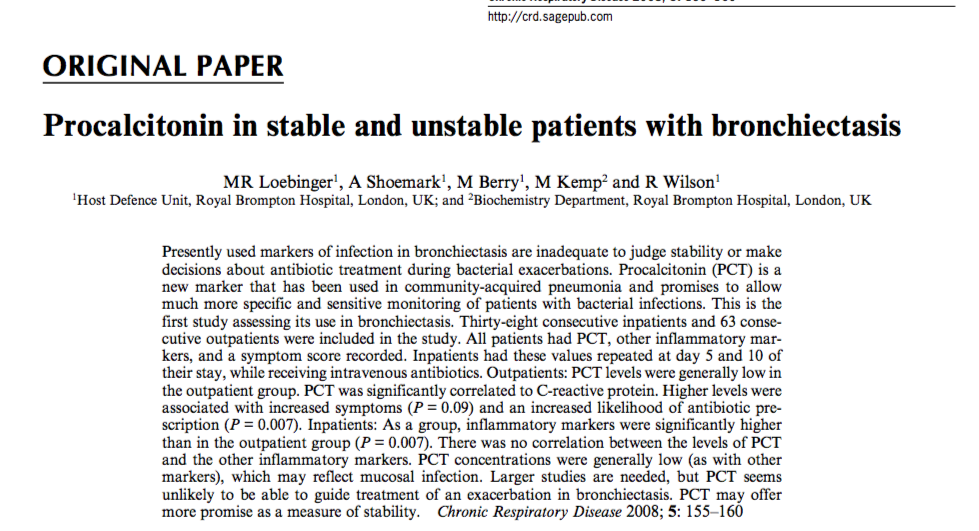 http://crd.sagepub.com
ORIGINAL PAPER
Procalcitonin in stable and unstable patients with bronchiectasis
MR Loebinger¹, A Shoemark¹, M Berry¹, M Kemp² and R Wilson¹
¹Host Defence Unit, Royal Brompton Hospital, London, UK; and ²Biochemistry Department, Royal Brompton Hospital, London, UK
Presently used markers of infection in bronchiectasis are inadequate to judge stability or make
decisions about antibiotic treatment during bacterial exacerbations. Procalcitonin (PCT) is a
new marker that has been used in community-acquired pneumonia and promises to allow
much more specific and sensitive monitoring of patients with bacterial infections. This is the
first study assessing its use in bronchiectasis. Thirty-eight consecutive inpatients and 63 conse-
cutive outpatients were included in the study. All patients had PCT, other inflammatory mar-
kers, and a symptom score recorded. Inpatients had these values repeated at day 5 and 10 of
their stay, while receiving intravenous antibiotics. Outpatients: PCT levels were generally low in
the outpatient group. PCT was significantly correlated to C-reactive protein. Higher levels were
associated with increased symptoms (P = 0.09) and an increased likelihood of antibiotic pre-
scription (P = 0.007). Inpatients: As a group, inflammatory markers were significantly higher
than in the outpatient group (P = 0.007). There was no correlation between the levels of PCT
and the other inflammatory markers. PCT concentrations were generally low (as with other
markers), which may reflect mucosal infection. Larger studies are needed, but PCT seems
unlikely to be able to guide treatment of an exacerbation in bronchiectasis. PCT may offer
more promise as a measure of stability. Chronic Respiratory Disease 2008; 5: 155–160